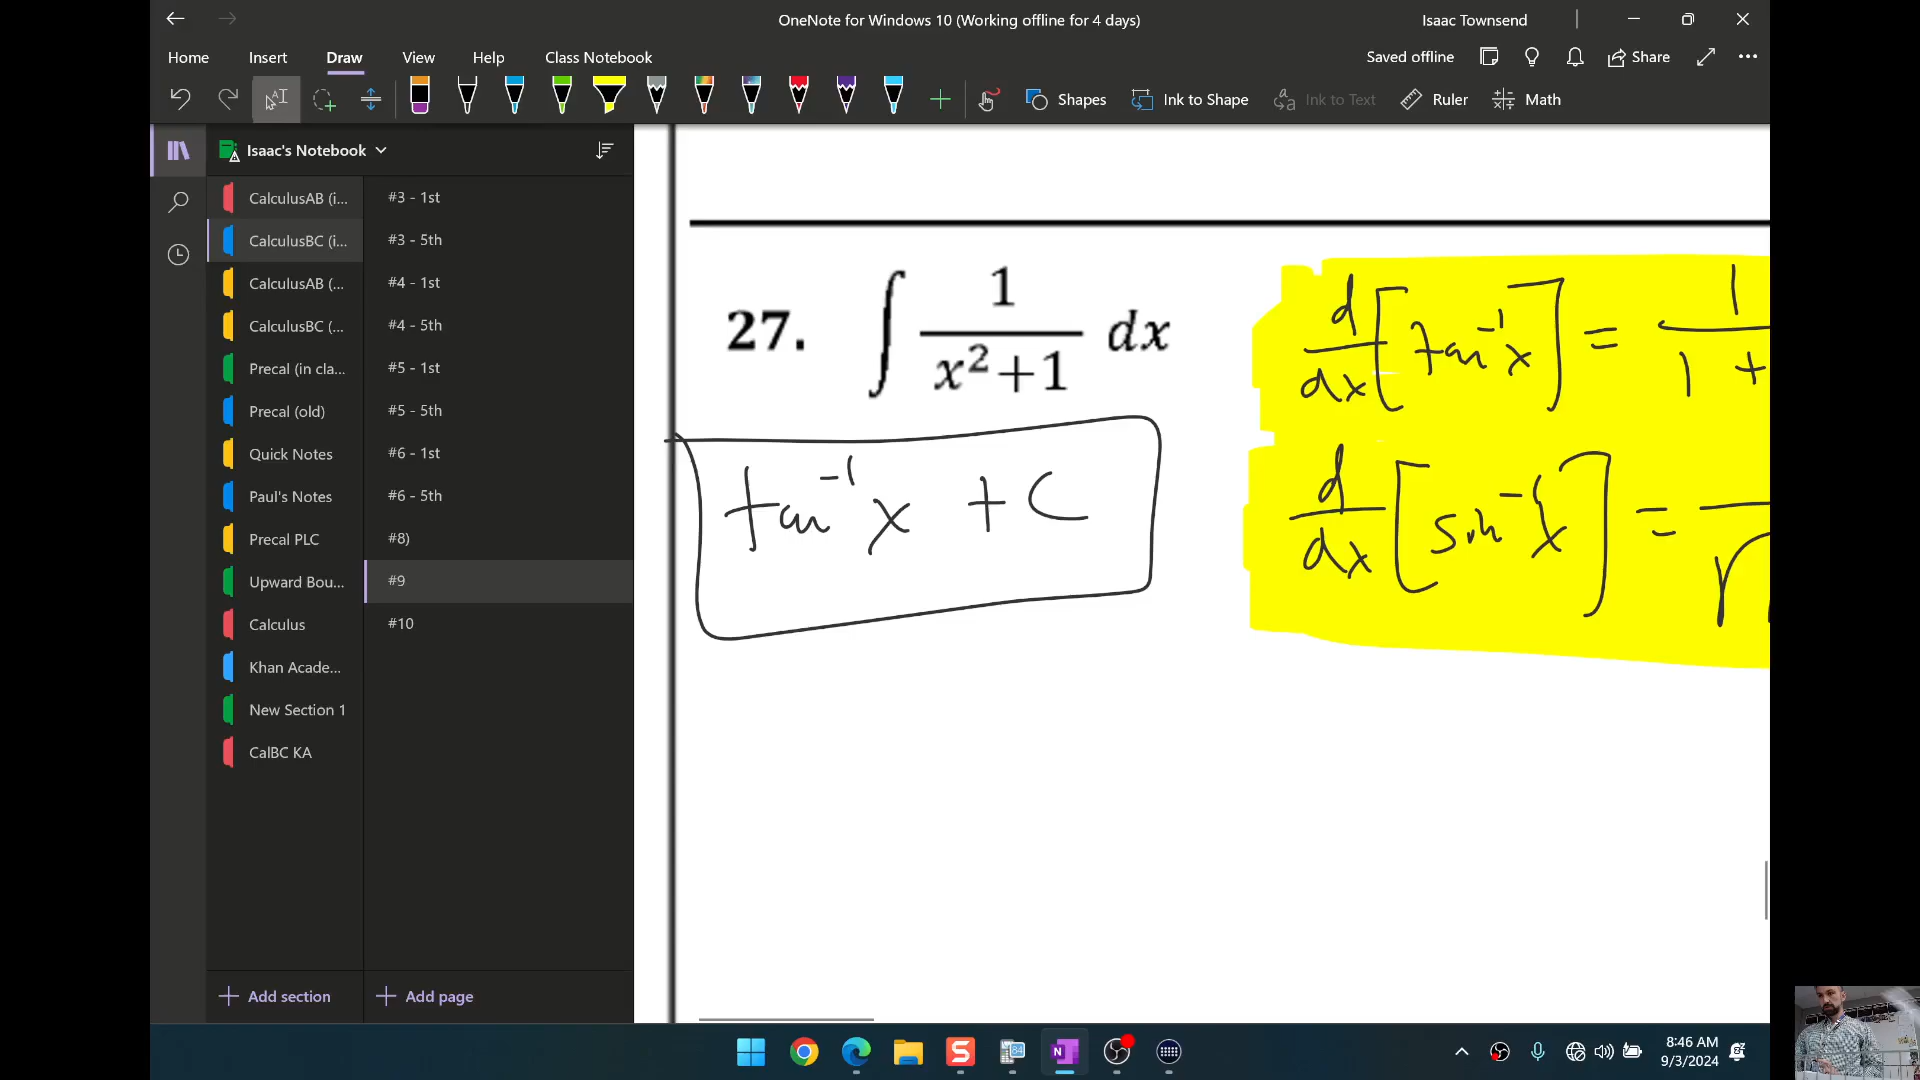 OneNote for Windows 10 (Working offline for 4 days)
Isaac Townsend
Home Insert Draw View Help Class Notebook
Saved offline Share
Shapes Ink to Shape Ink to Text Ruler Math
Isaac's Notebook
CalculusAB (i...
CalculusBC (i...
CalculusAB (...
CalculusBC (...
Precal (in cla...
Precal (old)
Quick Notes
Paul's Notes
Precal PLC
Upward Bou...
Calculus
Khan Acade...
New Section 1
CalBC KA
#3 - 1st
#3 - 5th
#4 - 1st
#4 - 5th
#5 - 1st
#5 - 5th
#6 - 1st
#6 - 5th
#8)
#9
#10
Add section
Add page
27. ∫ 1/(x²+1) dx
tan⁻¹x + C
d/dx [tan⁻¹x] = 1/1 +
d/dx [sin⁻¹x] =
8:46 AM
9/3/2024